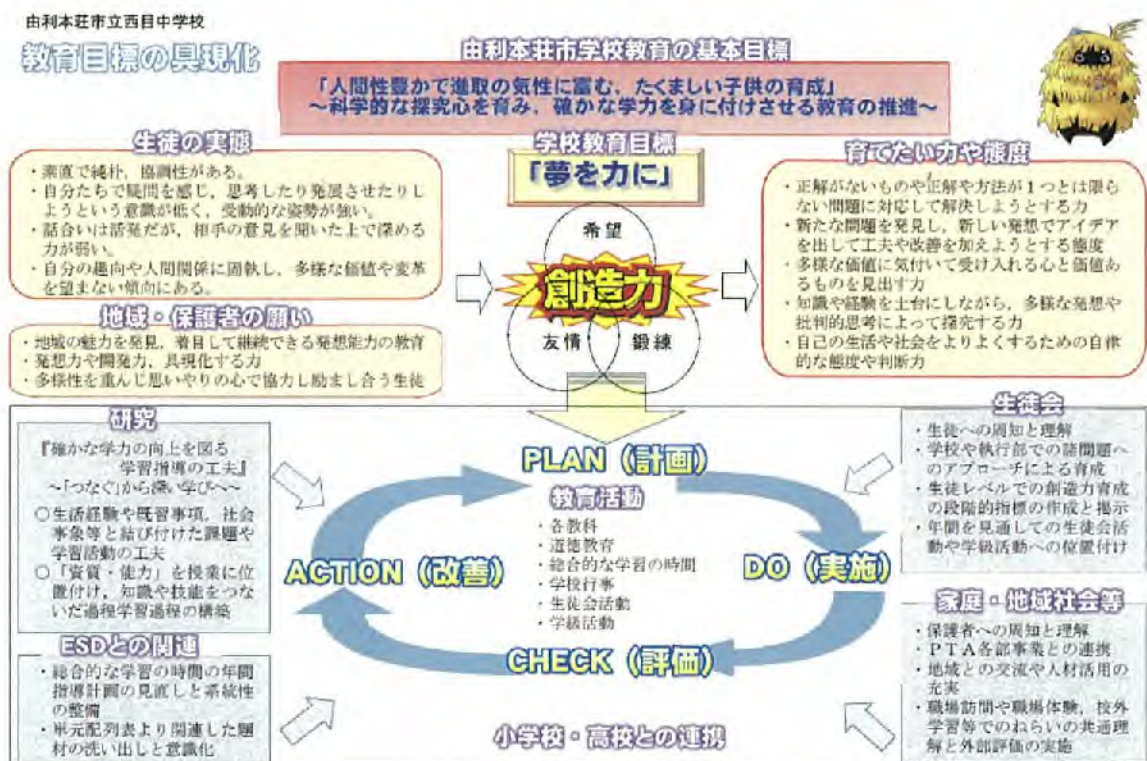 由利本荘市立西目中学校
教育目標の具現化
由利本荘市学校教育の基本目標
「人間性豊かで進取の気性に富む，たくましい子供の育成」
～科学的な探究心を育み，確かな学力を身に付けさせる教育の推進～
生徒の実態
・素直で純朴，協調性がある。
・自分たちで疑問を感じ，思考したり発展させたりし
ようという意識が低く，受動的な姿勢が強い。
・話合いは活発だが，相手の意見を聞いた上で深める
力が弱い。
・自分の趣向や人間関係に固執し，多様な価値や変革
を望まない傾向にある。
地域・保護者の願い
・地域の魅力を発見，着目して継続できる発想能力の教育
・発想力や開発力，具現化する力
・多様性を重んじ思いやりの心で協力し励まし合う生徒
学校教育目標
「夢を力に」
希望
創造力
友情
鍛練
育てたい力や態度
・正解がないものや正解や方法が１つとは限ら
ない問題に対応して解決しようとする力
・新たな問題を発見し，新しい発想でアイデア
を出して工夫や改善を加えようとする態度
・多様な価値に気付いて受け入れる心と価値あ
るものを見出す力
・知識や経験を土台にしながら，多様な発想や
批判的思考によって探究する力
・自己の生活や社会をよりよくするための自律
的な態度や判断力
研究
『確かな学力の向上を図る
学習指導の工夫』
～「つなぐ」から深い学びへ～
○生活経験や既習事項，社会
事象等と結び付けた課題や
学習活動の工夫
○「資質・能力」を授業に位
置付け，知識や技能をつな
いだ過程学習過程の構築
ESDとの関連
・総合的な学習の時間の年間
指導計画の見直しと系統性
の整備
・単元配列表より関連した題
材の洗い出しと意識化
PLAN（計画）
教育活動
・各教科
・道徳教育
・総合的な学習の時間
・学校行事
・生徒会活動
・学級活動
ACTION（改善）
DO（実施）
CHECK（評価）
小学校・高校との連携
生徒会
・生徒への周知と理解
・学校や執行部での諸問題へ
のアプローチによる育成
・生徒レベルでの創造力育成
の段階的指標の作成と掲示
・年間を見通しての生徒会活
動や学級活動への位置付け
家庭・地域社会等
・保護者への周知と理解
・ＰＴＡ各部事業との連携
・地域との交流や人材活用の
充実
・職場訪問や職場体験，校外
学習等でのねらいの共通理
解と外部評価の実施